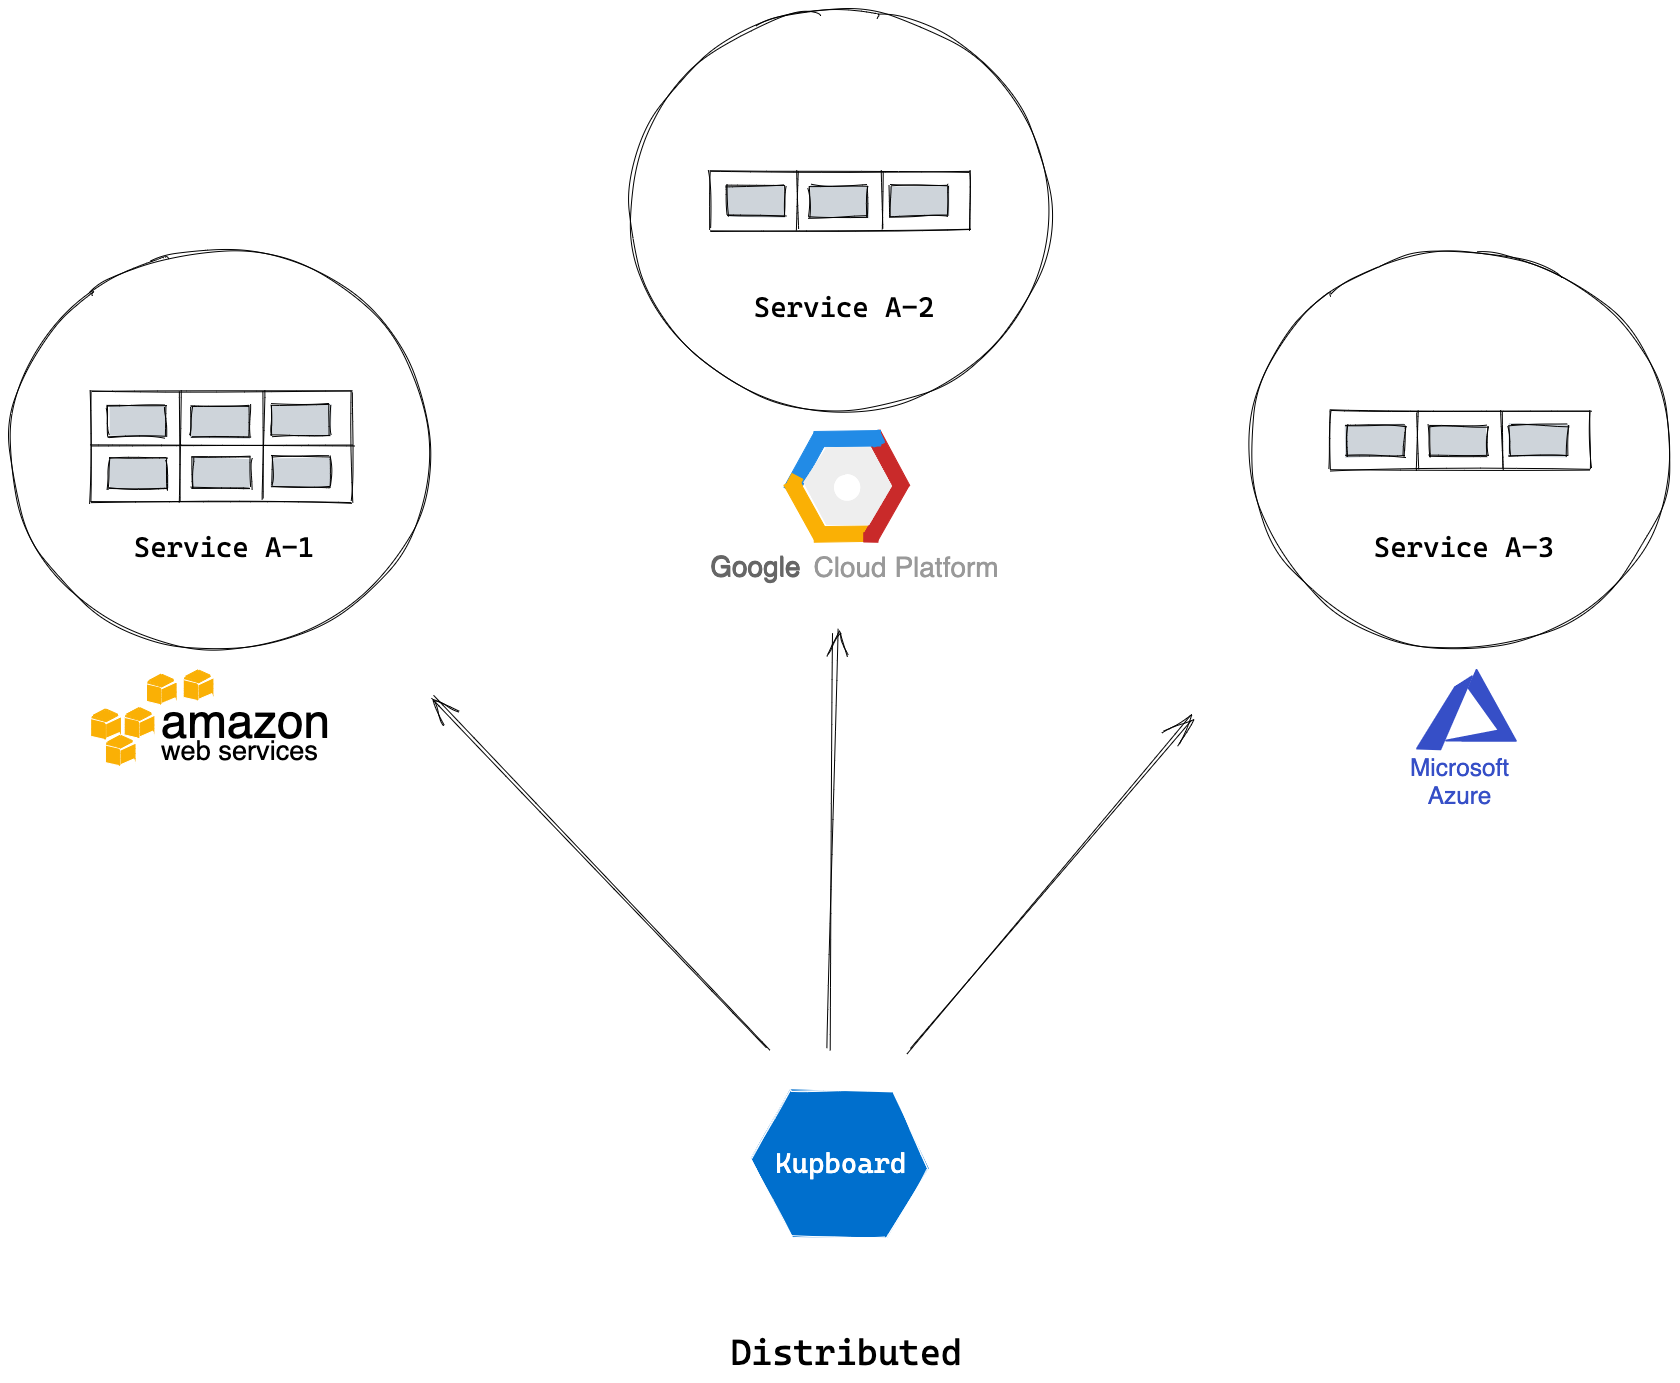 Service A-2
Service A-1
Google Cloud Platform
Service A-3
amazon
web services
Microsoft
Azure
Kupboard
Distributed